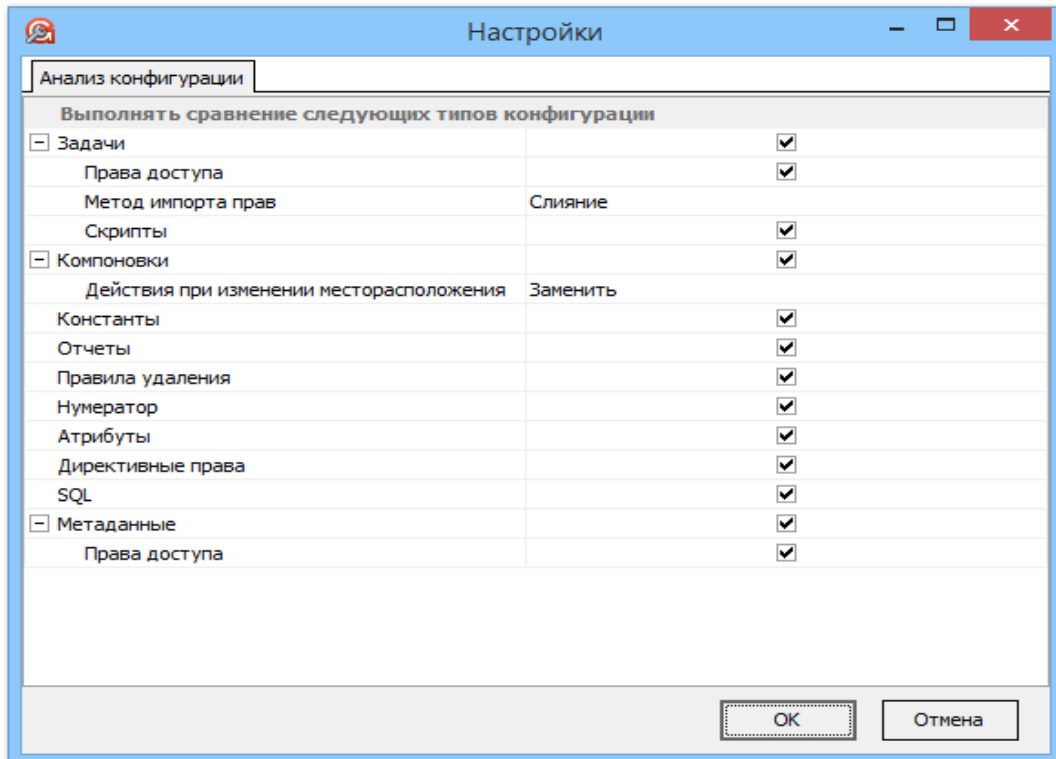 Настройки
Анализ конфигурации
Выполнять сравнение следующих типов конфигурации
Задачи
Права доступа
Метод импорта прав Слияние
Скрипты
Компоновки
Действия при изменении месторасположения Заменить
Константы
Отчеты
Правила удаления
Нумератор
Атрибуты
Директивные права
SQL
Метаданные
Права доступа
OK Отмена